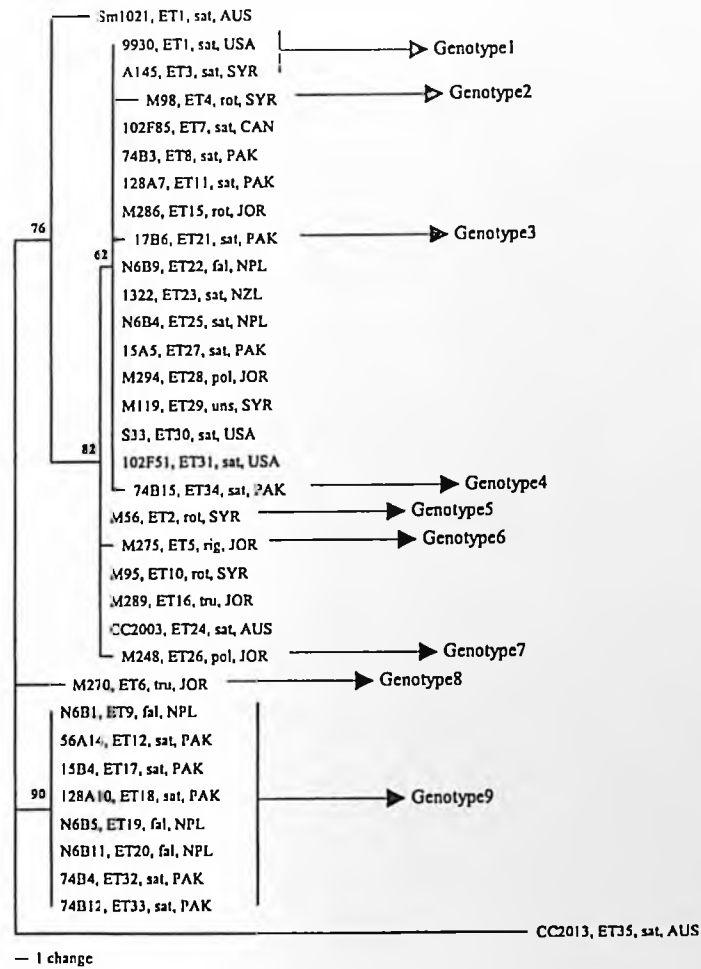 Sm1021, ET1, sat, AUS
9930, ET1, sat, USA
Genotype1
A145, ET3, sat, SYR
M98, ET4, rot, SYR
Genotype2
102F85, ET7, sat, CAN
74B3, ET8, sat, PAK
128A7, ET11, sat, PAK
M286, ET15, rot, JOR
76
17B6, ET21, sat, PAK
Genotype3
62
N6B9, ET22, fal, NPL
1322, ET23, sat, NZL
N6B4, ET25, sat, NPL
15A5, ET27, sat, PAK
M294, ET28, pol, JOR
M119, ET29, uns, SYR
S33, ET30, sat, USA
82
102F51, ET31, sat, USA
74B15, ET34, sat, PAK
Genotype4
M56, ET2, rot, SYR
Genotype5
M275, ET5, rig, JOR
Genotype6
M95, ET10, rot, SYR
M289, ET16, tru, JOR
CC2003, ET24, sat, AUS
M248, ET26, pol, JOR
Genotype7
M270, ET6, tru, JOR
Genotype8
N6B1, ET9, fal, NPL
56A14, ET12, sat, PAK
15B4, ET17, sat, PAK
90
128A10, ET18, sat, PAK
Genotype9
N6B5, ET19, fal, NPL
N6B11, ET20, fal, NPL
74B4, ET32, sat, PAK
74B12, ET33, sat, PAK
CC2013, ET35, sat, AUS
— 1 change